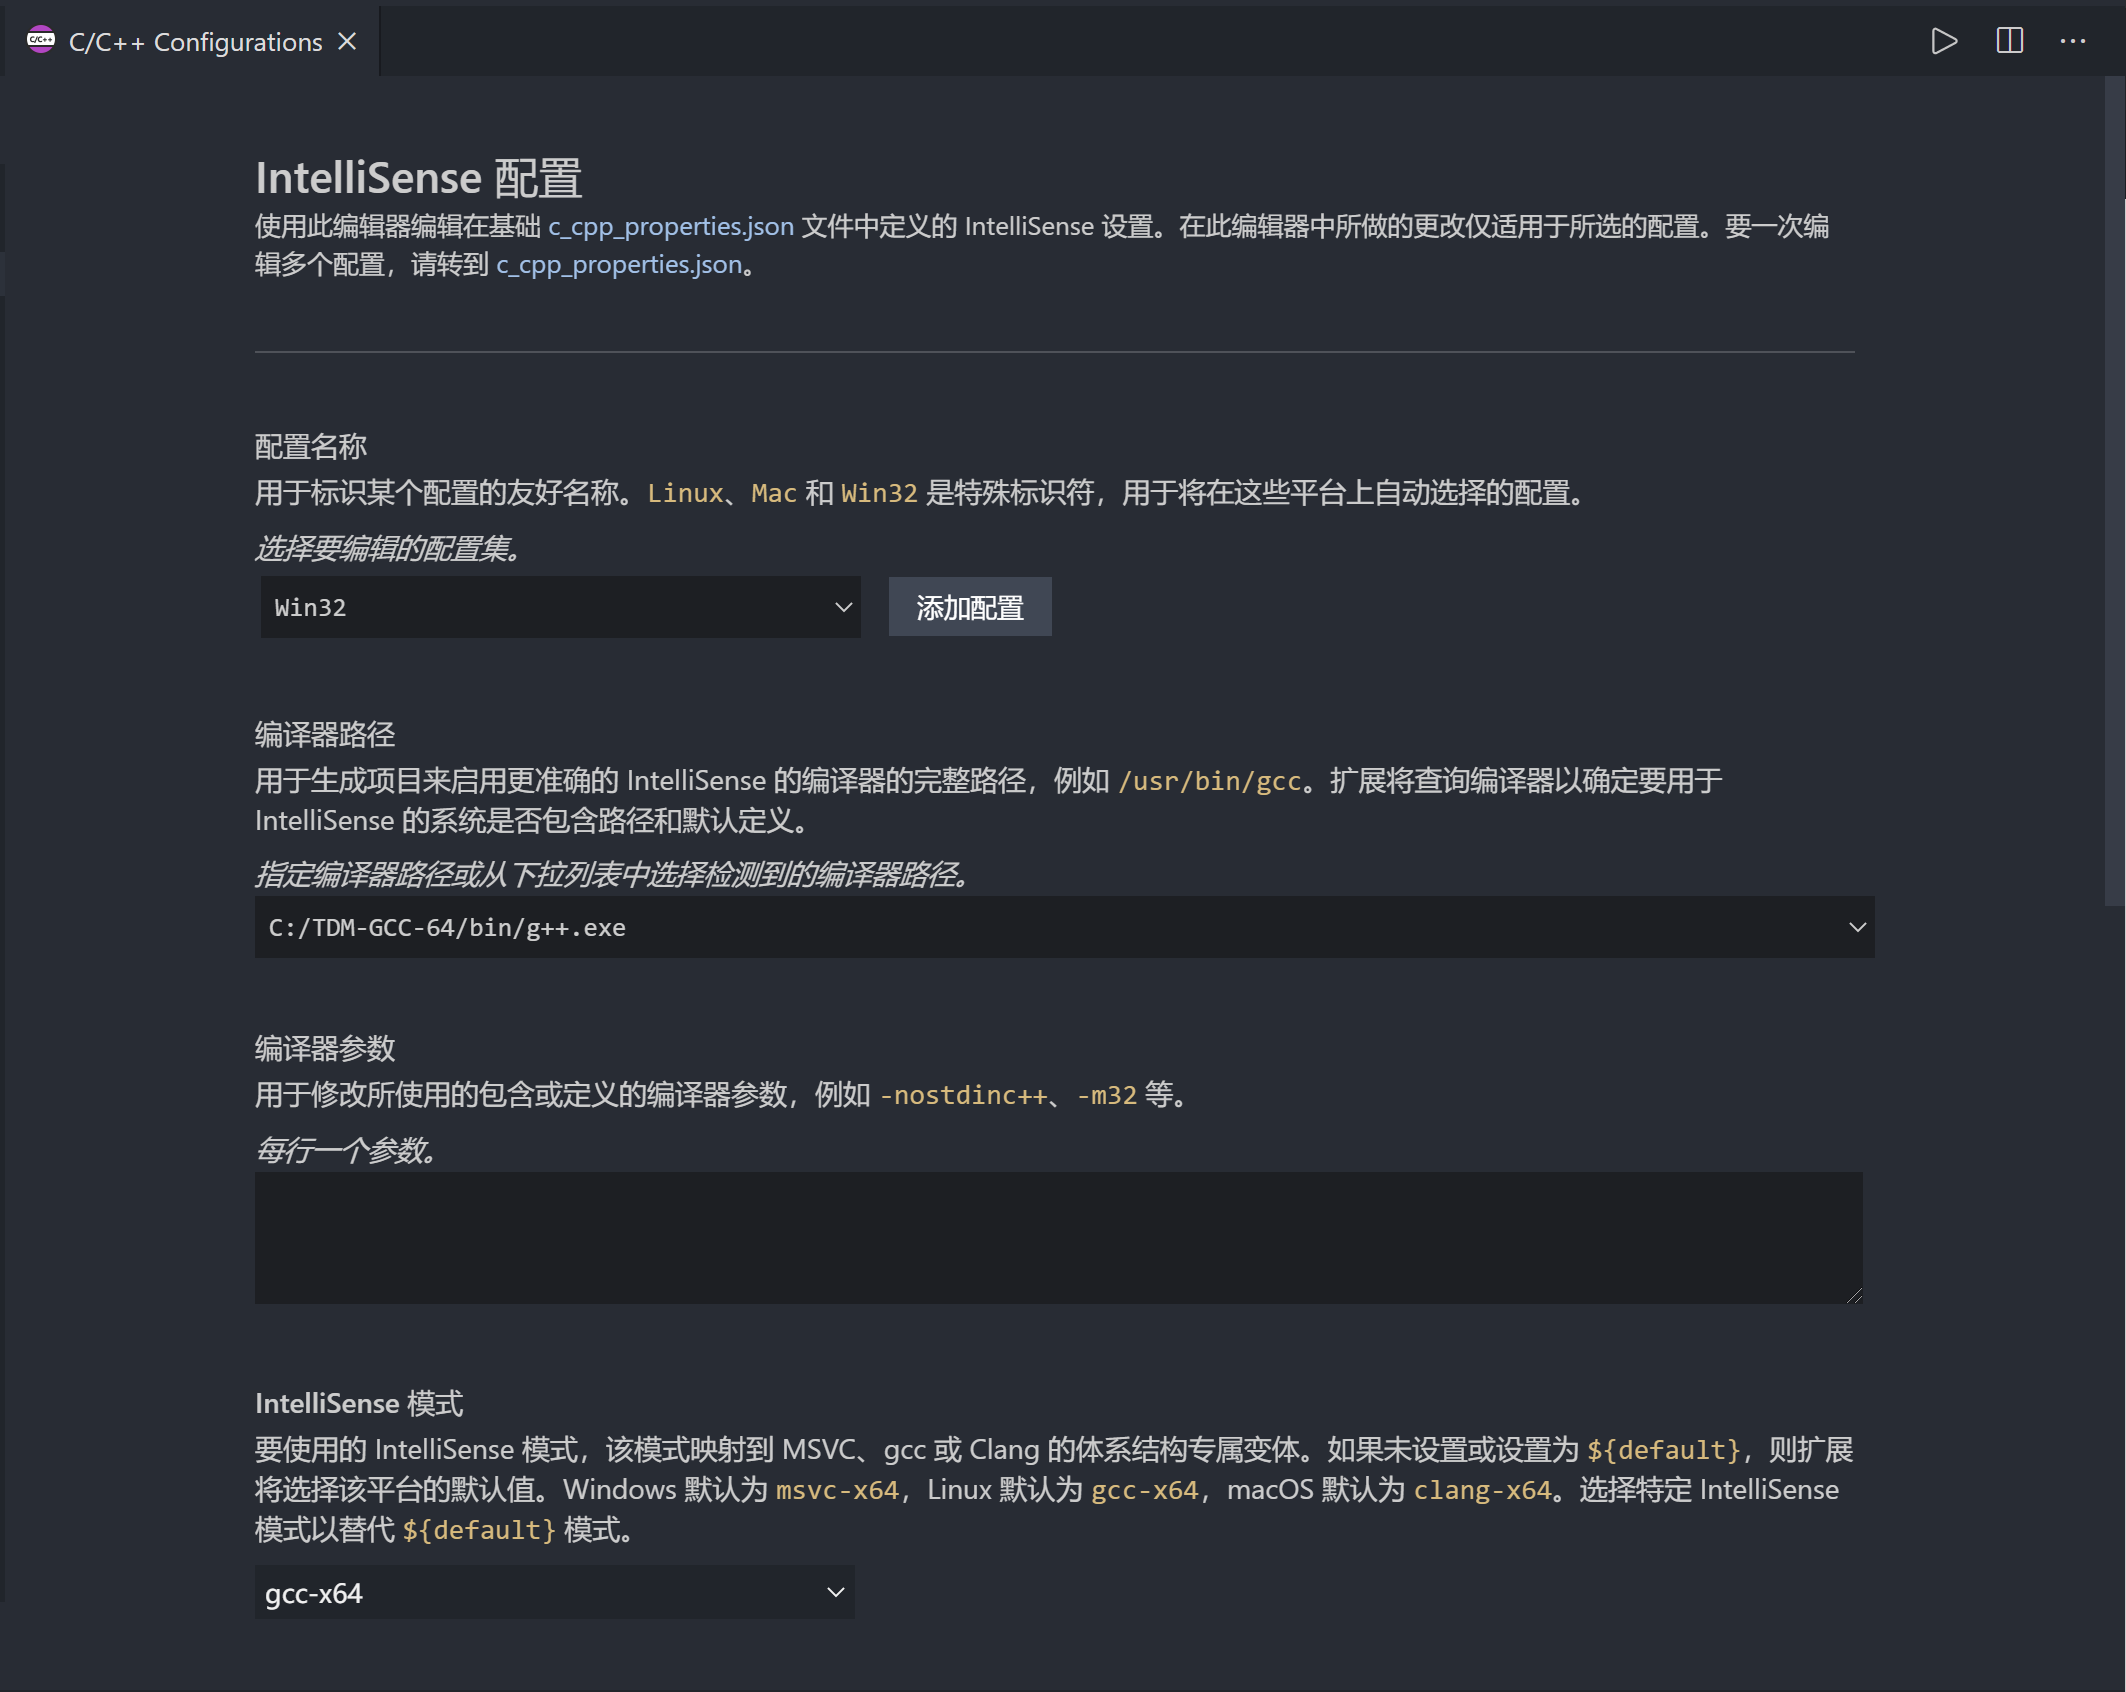 C/C++ Configurations
IntelliSense 配置
使用此编辑器编辑在基础 c_cpp_properties.json 文件中定义的 IntelliSense 设置。在此编辑器中所做的更改仅适用于所选的配置。要一次编
辑多个配置，请转到 c_cpp_properties.json。
配置名称
用于标识某个配置的友好名称。Linux、Mac 和 Win32 是特殊标识符，用于将在这些平台上自动选择的配置。
选择要编辑的配置集。
Win32
添加配置
编译器路径
用于生成项目来启用更准确的 IntelliSense 的编译器的完整路径，例如 /usr/bin/gcc。扩展将查询编译器以确定要用于
IntelliSense 的系统是否包含路径和默认定义。
指定编译器路径或从下拉列表中选择检测到的编译器路径。
C:/TDM-GCC-64/bin/g++.exe
编译器参数
用于修改所使用的包含或定义的编译器参数，例如 -nostdinc++、-m32 等。
每行一个参数。
IntelliSense 模式
要使用的 IntelliSense 模式，该模式映射到 MSVC、gcc 或 Clang 的体系结构专属变体。如果未设置或设置为 ${default}，则扩展
将选择该平台的默认值。Windows 默认为 msvc-x64，Linux 默认为 gcc-x64，macOS 默认为 clang-x64。选择特定 IntelliSense
模式以替代 ${default} 模式。
gcc-x64